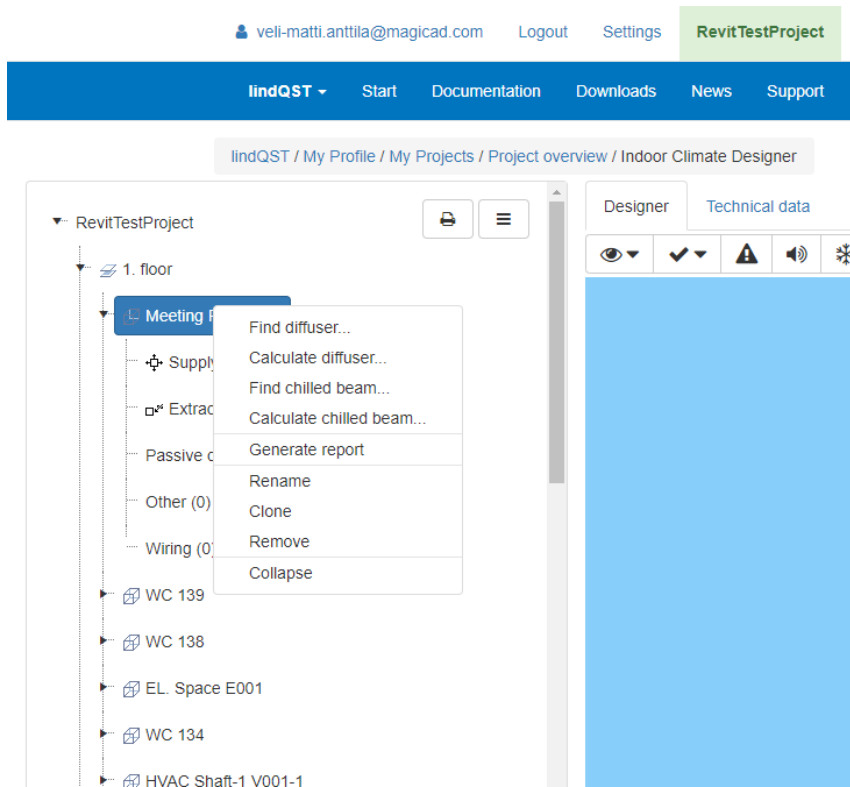 veli-matti.anttila@magicad.com Logout Settings RevitTestProject
lindQST Start Documentation Downloads News Support
lindQST / My Profile / My Projects / Project overview / Indoor Climate Designer
RevitTestProject
Designer Technical data
1. floor
Meeting
Find diffuser...
Calculate diffuser...
Find chilled beam...
Calculate chilled beam...
Generate report
Rename
Clone
Remove
Collapse
Supply
Extrac
Passive
Other (0)
Wiring (0)
WC 139
WC 138
EL. Space E001
WC 134
HVAC Shaft-1 V001-1